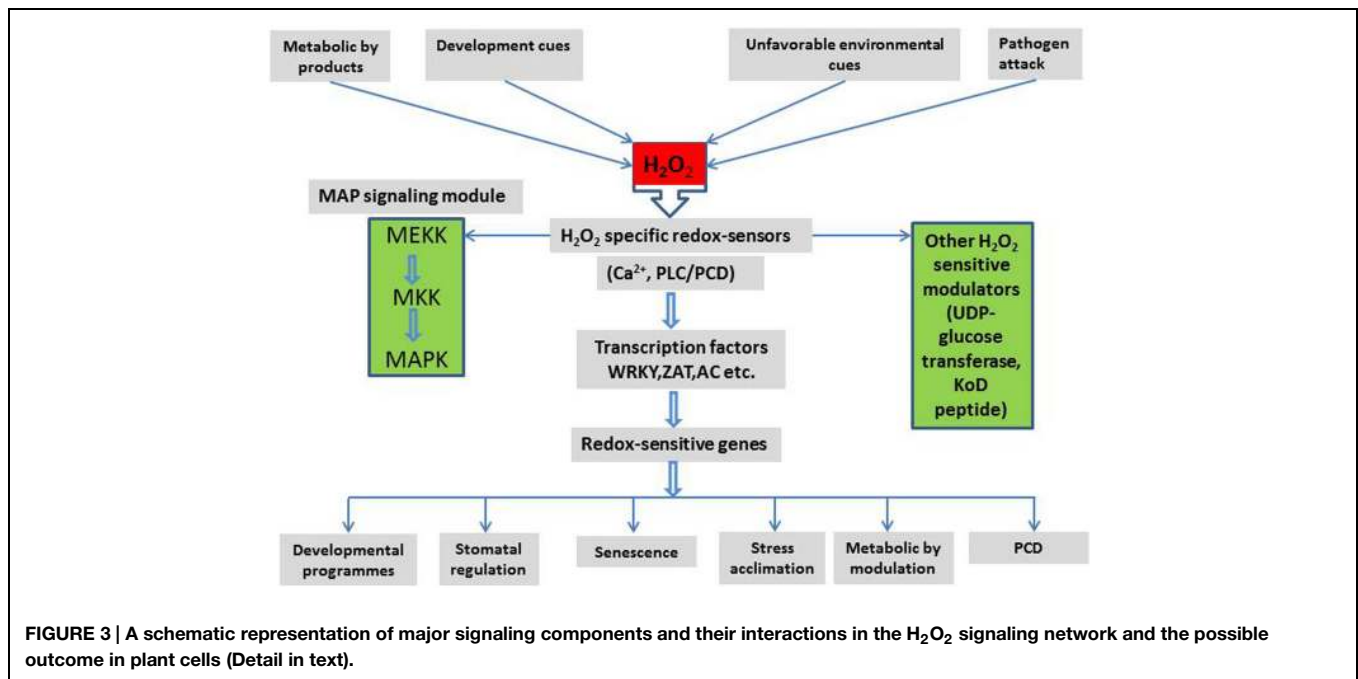 Metabolic by
products
Development cues
Unfavorable environmental
cues
Pathogen
attack
H₂O₂
MAP signaling module
MEKK
MKK
MAPK
H₂O₂ specific redox-sensors
(Ca²⁺, PLC/PCD)
Transcription factors
WRKY,ZAT,AC etc.
Redox-sensitive genes
Other H₂O₂
sensitive
modulators
(UDP-
glucose
transferase,
KoD
peptide)
Developmental
programmes
Stomatal
regulation
Senescence
Stress
acclimation
Metabolic by
modulation
PCD
FIGURE 3 | A schematic representation of major signaling components and their interactions in the H₂O₂ signaling network and the possible
outcome in plant cells (Detail in text).